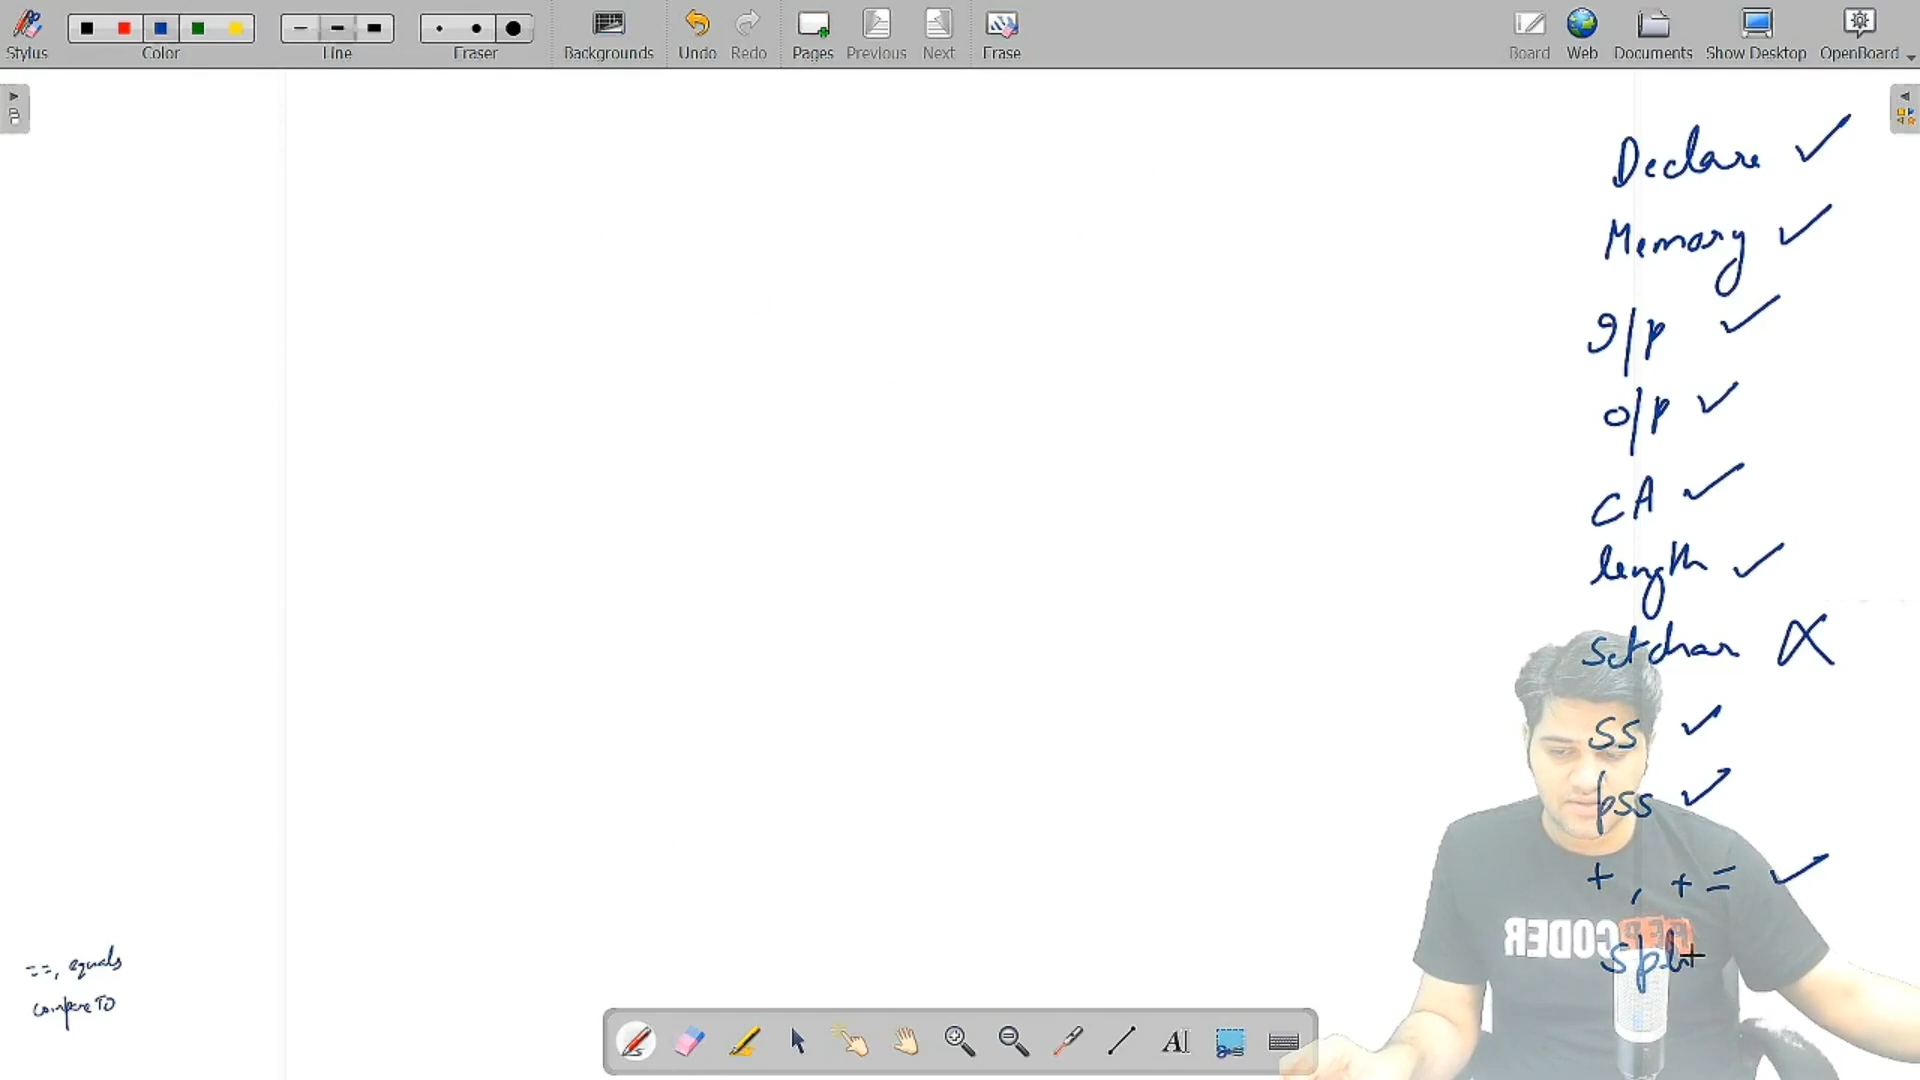 Stylus
Color
Line
Eraser
Backgrounds
Undo
Redo
Pages
Previous
Next
Erase
Board
Web
Documents
Show Desktop
OpenBoard
Declare ✓
Memory ✓
I/p ✓
o/p ✓
CA ✓
length ✓
setchar X
SS ✓
pss ✓
+, += ✓
PEPCODER
Split
==, equals
compareTo